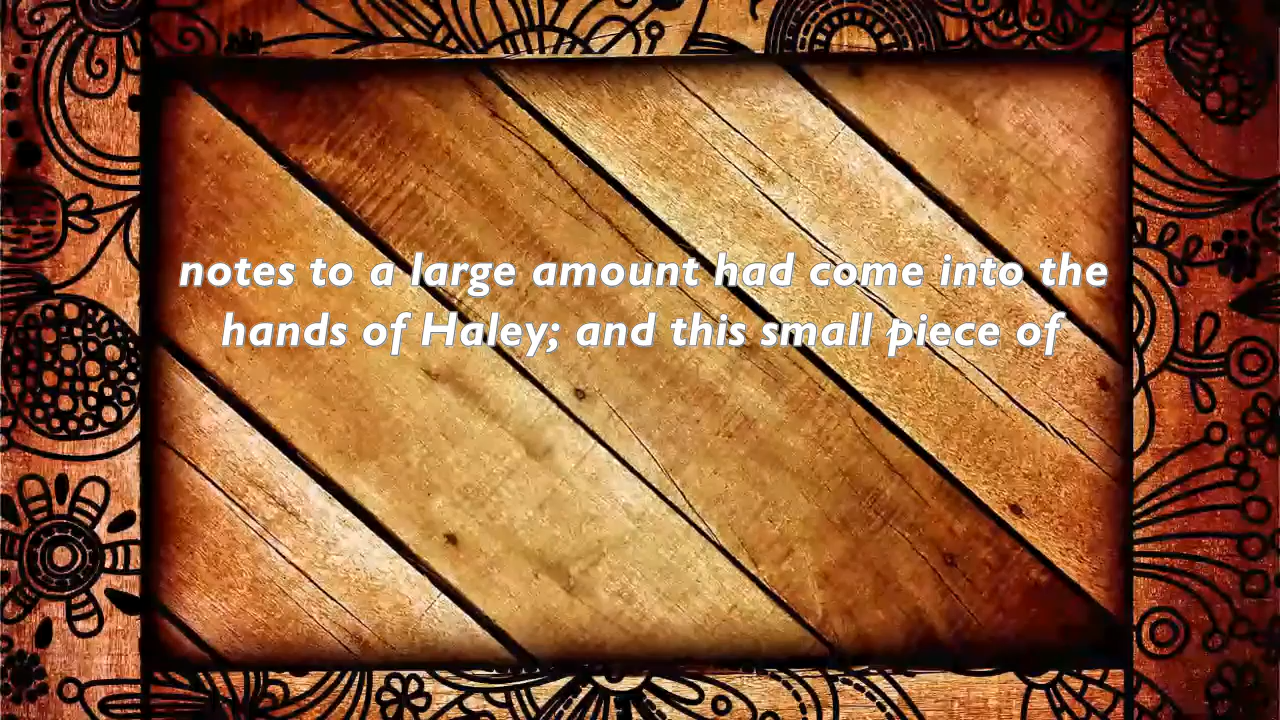 notes to a large amount had come into the
hands of Haley; and this small piece of